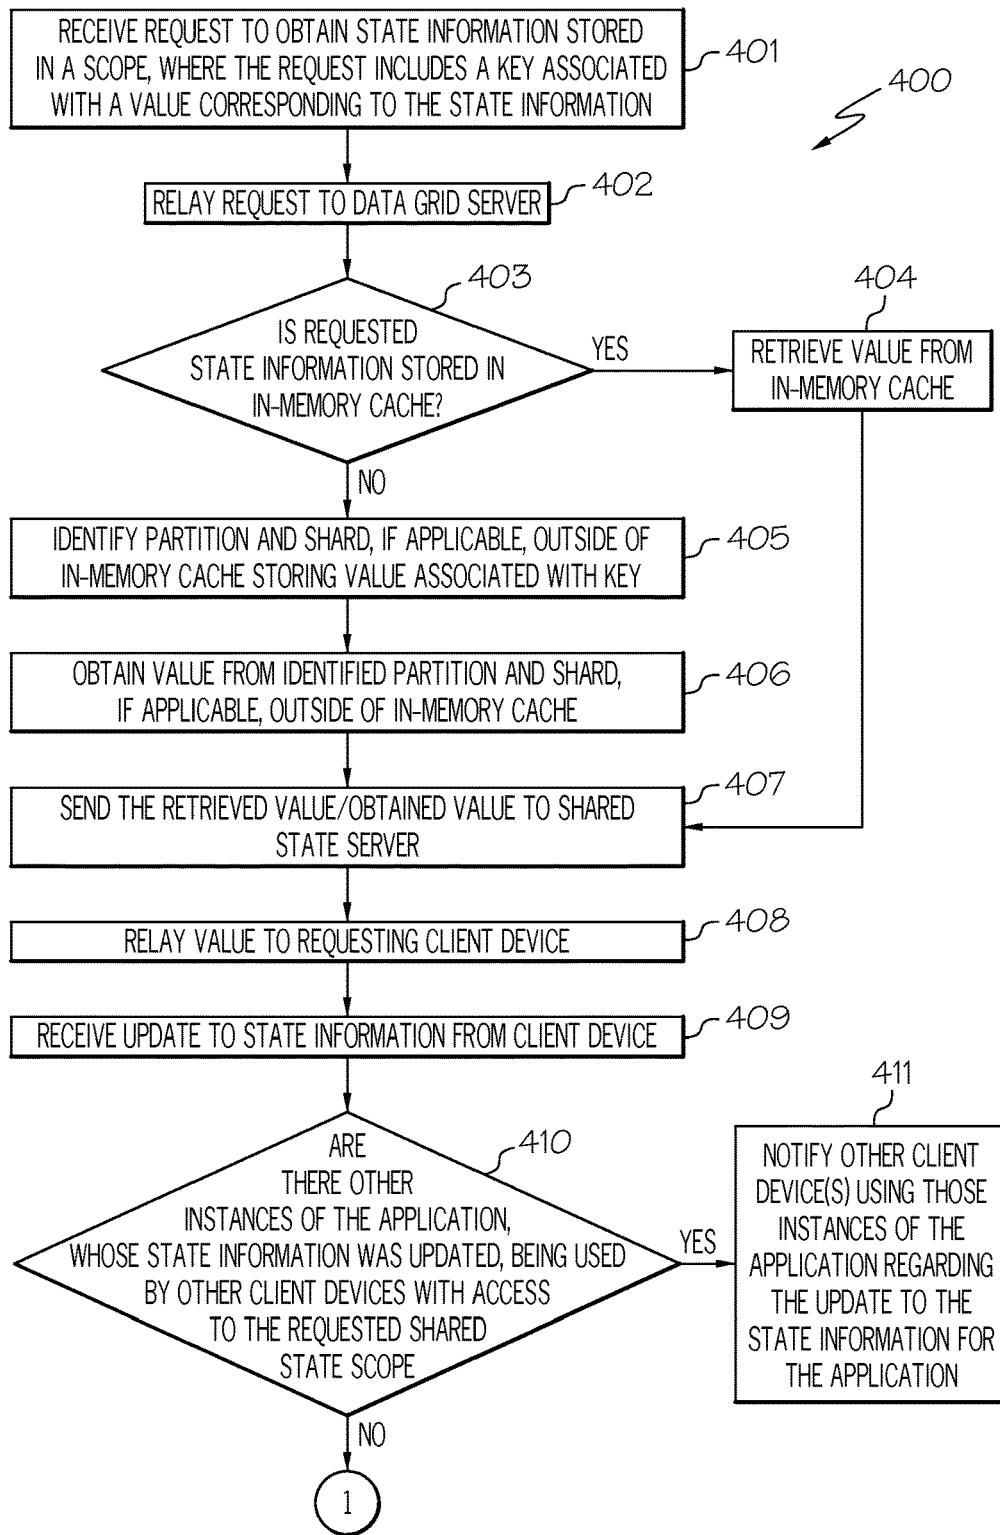 RECEIVE REQUEST TO OBTAIN STATE INFORMATION STORED
IN A SCOPE, WHERE THE REQUEST INCLUDES A KEY ASSOCIATED
WITH A VALUE CORRESPONDING TO THE STATE INFORMATION
401
400
RELAY REQUEST TO DATA GRID SERVER
402
403
IS REQUESTED
STATE INFORMATION STORED IN
IN-MEMORY CACHE?
YES
404
RETRIEVE VALUE FROM
IN-MEMORY CACHE
NO
IDENTIFY PARTITION AND SHARD, IF APPLICABLE, OUTSIDE OF
IN-MEMORY CACHE STORING VALUE ASSOCIATED WITH KEY
405
OBTAIN VALUE FROM IDENTIFIED PARTITION AND SHARD,
IF APPLICABLE, OUTSIDE OF IN-MEMORY CACHE
406
SEND THE RETRIEVED VALUE/OBTAINED VALUE TO SHARED
STATE SERVER
407
RELAY VALUE TO REQUESTING CLIENT DEVICE
408
RECEIVE UPDATE TO STATE INFORMATION FROM CLIENT DEVICE
409
410
ARE
THERE OTHER
INSTANCES OF THE APPLICATION,
WHOSE STATE INFORMATION WAS UPDATED, BEING USED
BY OTHER CLIENT DEVICES WITH ACCESS
TO THE REQUESTED SHARED
STATE SCOPE
YES
411
NOTIFY OTHER CLIENT
DEVICE(S) USING THOSE
INSTANCES OF THE
APPLICATION REGARDING
THE UPDATE TO THE
STATE INFORMATION FOR
THE APPLICATION
NO
1